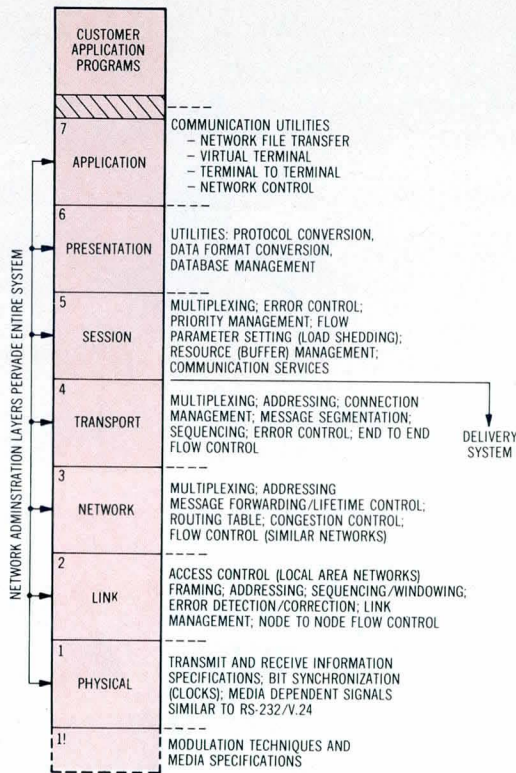 CUSTOMER
APPLICATION
PROGRAMS
7
APPLICATION
COMMUNICATION UTILITIES
– NETWORK FILE TRANSFER
– VIRTUAL TERMINAL
– TERMINAL TO TERMINAL
– NETWORK CONTROL
6
PRESENTATION
UTILITIES: PROTOCOL CONVERSION,
DATA FORMAT CONVERSION,
DATABASE MANAGEMENT
5
SESSION
MULTIPLEXING; ERROR CONTROL;
PRIORITY MANAGEMENT; FLOW
PARAMETER SETTING (LOAD SHEDDING);
RESOURCE (BUFFER) MANAGEMENT;
COMMUNICATION SERVICES
4
TRANSPORT
MULTIPLEXING; ADDRESSING; CONNECTION
MANAGEMENT; MESSAGE SEGMENTATION;
SEQUENCING; ERROR CONTROL; END TO END
FLOW CONTROL
DELIVERY
SYSTEM
3
NETWORK
MULTIPLEXING; ADDRESSING
MESSAGE FORWARDING/LIFETIME CONTROL;
ROUTING TABLE; CONGESTION CONTROL;
FLOW CONTROL (SIMILAR NETWORKS)
2
LINK
ACCESS CONTROL (LOCAL AREA NETWORKS)
FRAMING; ADDRESSING; SEQUENCING/WINDOWING;
ERROR DETECTION/CORRECTION; LINK
MANAGEMENT; NODE TO NODE FLOW CONTROL
1
PHYSICAL
TRANSMIT AND RECEIVE INFORMATION
SPECIFICATIONS; BIT SYNCHRONIZATION
(CLOCKS); MEDIA DEPENDENT SIGNALS
SIMILAR TO RS-232/V.24
1!
MODULATION TECHNIQUES AND
MEDIA SPECIFICATIONS
NETWORK ADMINSTRATION LAYERS PERVADE ENTIRE SYSTEM